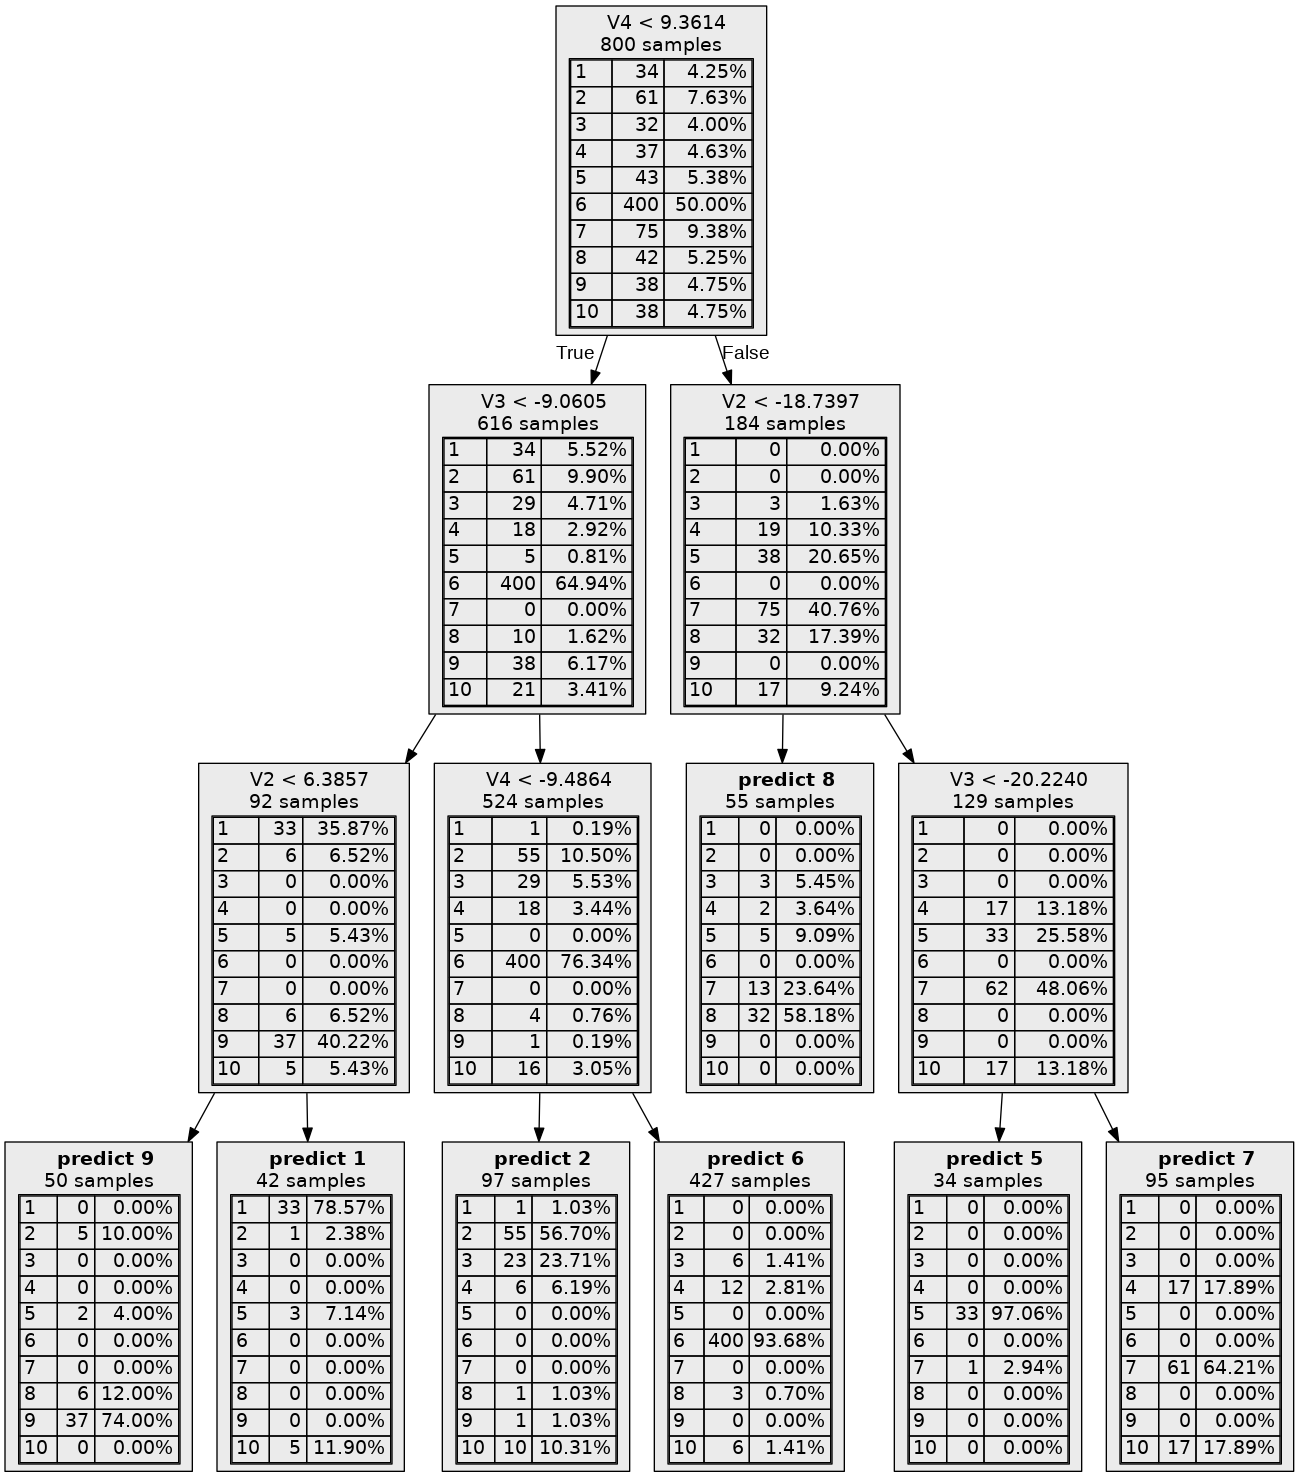 V4 < 9.3614
800 samples
1 34 4.25%
2 61 7.63%
3 32 4.00%
4 37 4.63%
5 43 5.38%
6 400 50.00%
7 75 9.38%
8 42 5.25%
9 38 4.75%
10 38 4.75%
True
False
V3 < -9.0605
616 samples
1 34 5.52%
2 61 9.90%
3 29 4.71%
4 18 2.92%
5 5 0.81%
6 400 64.94%
7 0 0.00%
8 10 1.62%
9 38 6.17%
10 21 3.41%
V2 < -18.7397
184 samples
1 0 0.00%
2 0 0.00%
3 3 1.63%
4 19 10.33%
5 38 20.65%
6 0 0.00%
7 75 40.76%
8 32 17.39%
9 0 0.00%
10 17 9.24%
V2 < 6.3857
92 samples
1 33 35.87%
2 6 6.52%
3 0 0.00%
4 0 0.00%
5 5 5.43%
6 0 0.00%
7 0 0.00%
8 6 6.52%
9 37 40.22%
10 5 5.43%
V4 < -9.4864
524 samples
1 1 0.19%
2 55 10.50%
3 29 5.53%
4 18 3.44%
5 0 0.00%
6 400 76.34%
7 0 0.00%
8 4 0.76%
9 1 0.19%
10 16 3.05%
predict 8
55 samples
1 0 0.00%
2 0 0.00%
3 3 5.45%
4 2 3.64%
5 5 9.09%
6 0 0.00%
7 13 23.64%
8 32 58.18%
9 0 0.00%
10 0 0.00%
V3 < -20.2240
129 samples
1 0 0.00%
2 0 0.00%
3 0 0.00%
4 17 13.18%
5 33 25.58%
6 0 0.00%
7 62 48.06%
8 0 0.00%
9 0 0.00%
10 17 13.18%
predict 9
50 samples
1 0 0.00%
2 5 10.00%
3 0 0.00%
4 0 0.00%
5 2 4.00%
6 0 0.00%
7 0 0.00%
8 6 12.00%
9 37 74.00%
10 0 0.00%
predict 1
42 samples
1 33 78.57%
2 1 2.38%
3 0 0.00%
4 0 0.00%
5 3 7.14%
6 0 0.00%
7 0 0.00%
8 0 0.00%
9 0 0.00%
10 5 11.90%
predict 2
97 samples
1 1 1.03%
2 55 56.70%
3 23 23.71%
4 6 6.19%
5 0 0.00%
6 0 0.00%
7 0 0.00%
8 1 1.03%
9 1 1.03%
10 10 10.31%
predict 6
427 samples
1 0 0.00%
2 0 0.00%
3 6 1.41%
4 12 2.81%
5 0 0.00%
6 400 93.68%
7 0 0.00%
8 3 0.70%
9 0 0.00%
10 6 1.41%
predict 5
34 samples
1 0 0.00%
2 0 0.00%
3 0 0.00%
4 0 0.00%
5 33 97.06%
6 0 0.00%
7 1 2.94%
8 0 0.00%
9 0 0.00%
10 0 0.00%
predict 7
95 samples
1 0 0.00%
2 0 0.00%
3 0 0.00%
4 17 17.89%
5 0 0.00%
6 0 0.00%
7 61 64.21%
8 0 0.00%
9 0 0.00%
10 17 17.89%